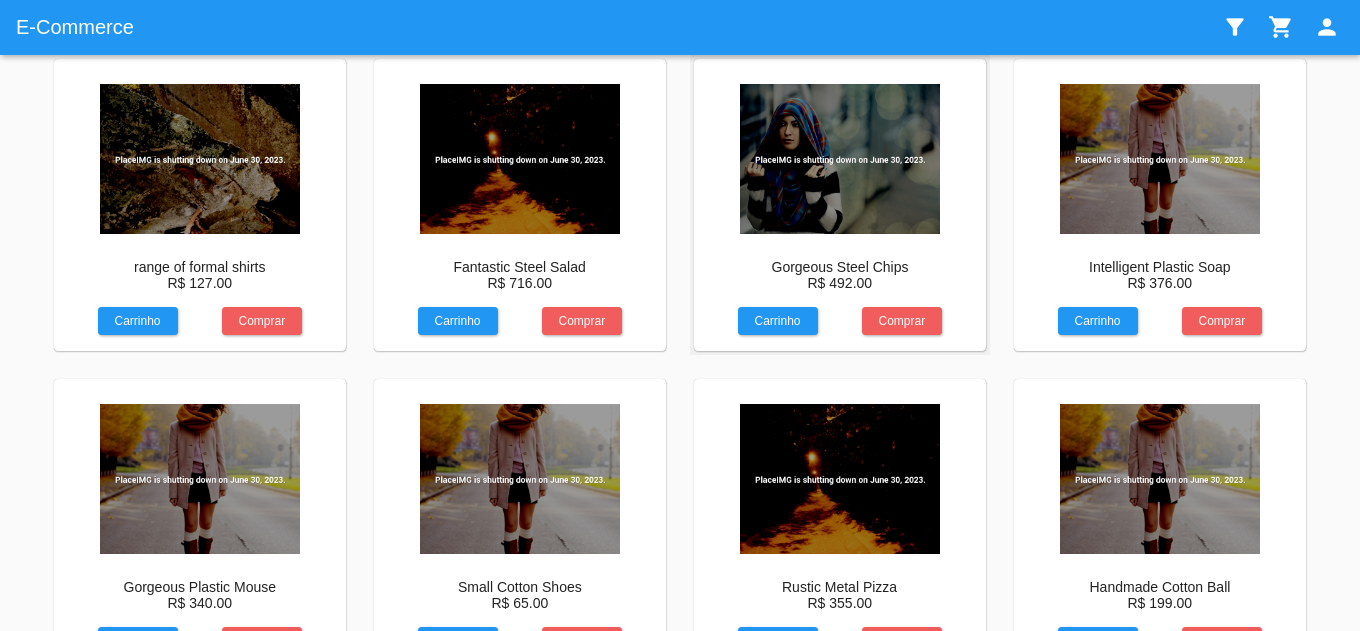 E-Commerce
PlaceIMG is shutting down on June 30, 2023.
PlaceIMG is shutting down on June 30, 2023.
PlaceIMG is shutting down on June 30, 2023.
PlaceIMG is shutting down on June 30, 2023.
range of formal shirts
R$ 127.00
Carrinho
Comprar
Fantastic Steel Salad
R$ 716.00
Carrinho
Comprar
Gorgeous Steel Chips
R$ 492.00
Carrinho
Comprar
Intelligent Plastic Soap
R$ 376.00
Carrinho
Comprar
PlaceIMG is shutting down on June 30, 2023.
PlaceIMG is shutting down on June 30, 2023.
PlaceIMG is shutting down on June 30, 2023.
PlaceIMG is shutting down on June 30, 2023.
Gorgeous Plastic Mouse
R$ 340.00
Small Cotton Shoes
R$ 65.00
Rustic Metal Pizza
R$ 355.00
Handmade Cotton Ball
R$ 199.00